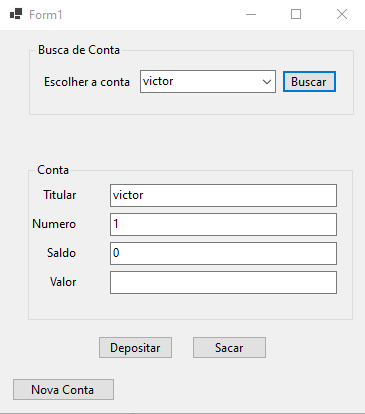 Form1
Busca de Conta
Escolher a conta victor Buscar
Conta
Titular victor
Numero 1
Saldo 0
Valor
Depositar Sacar
Nova Conta